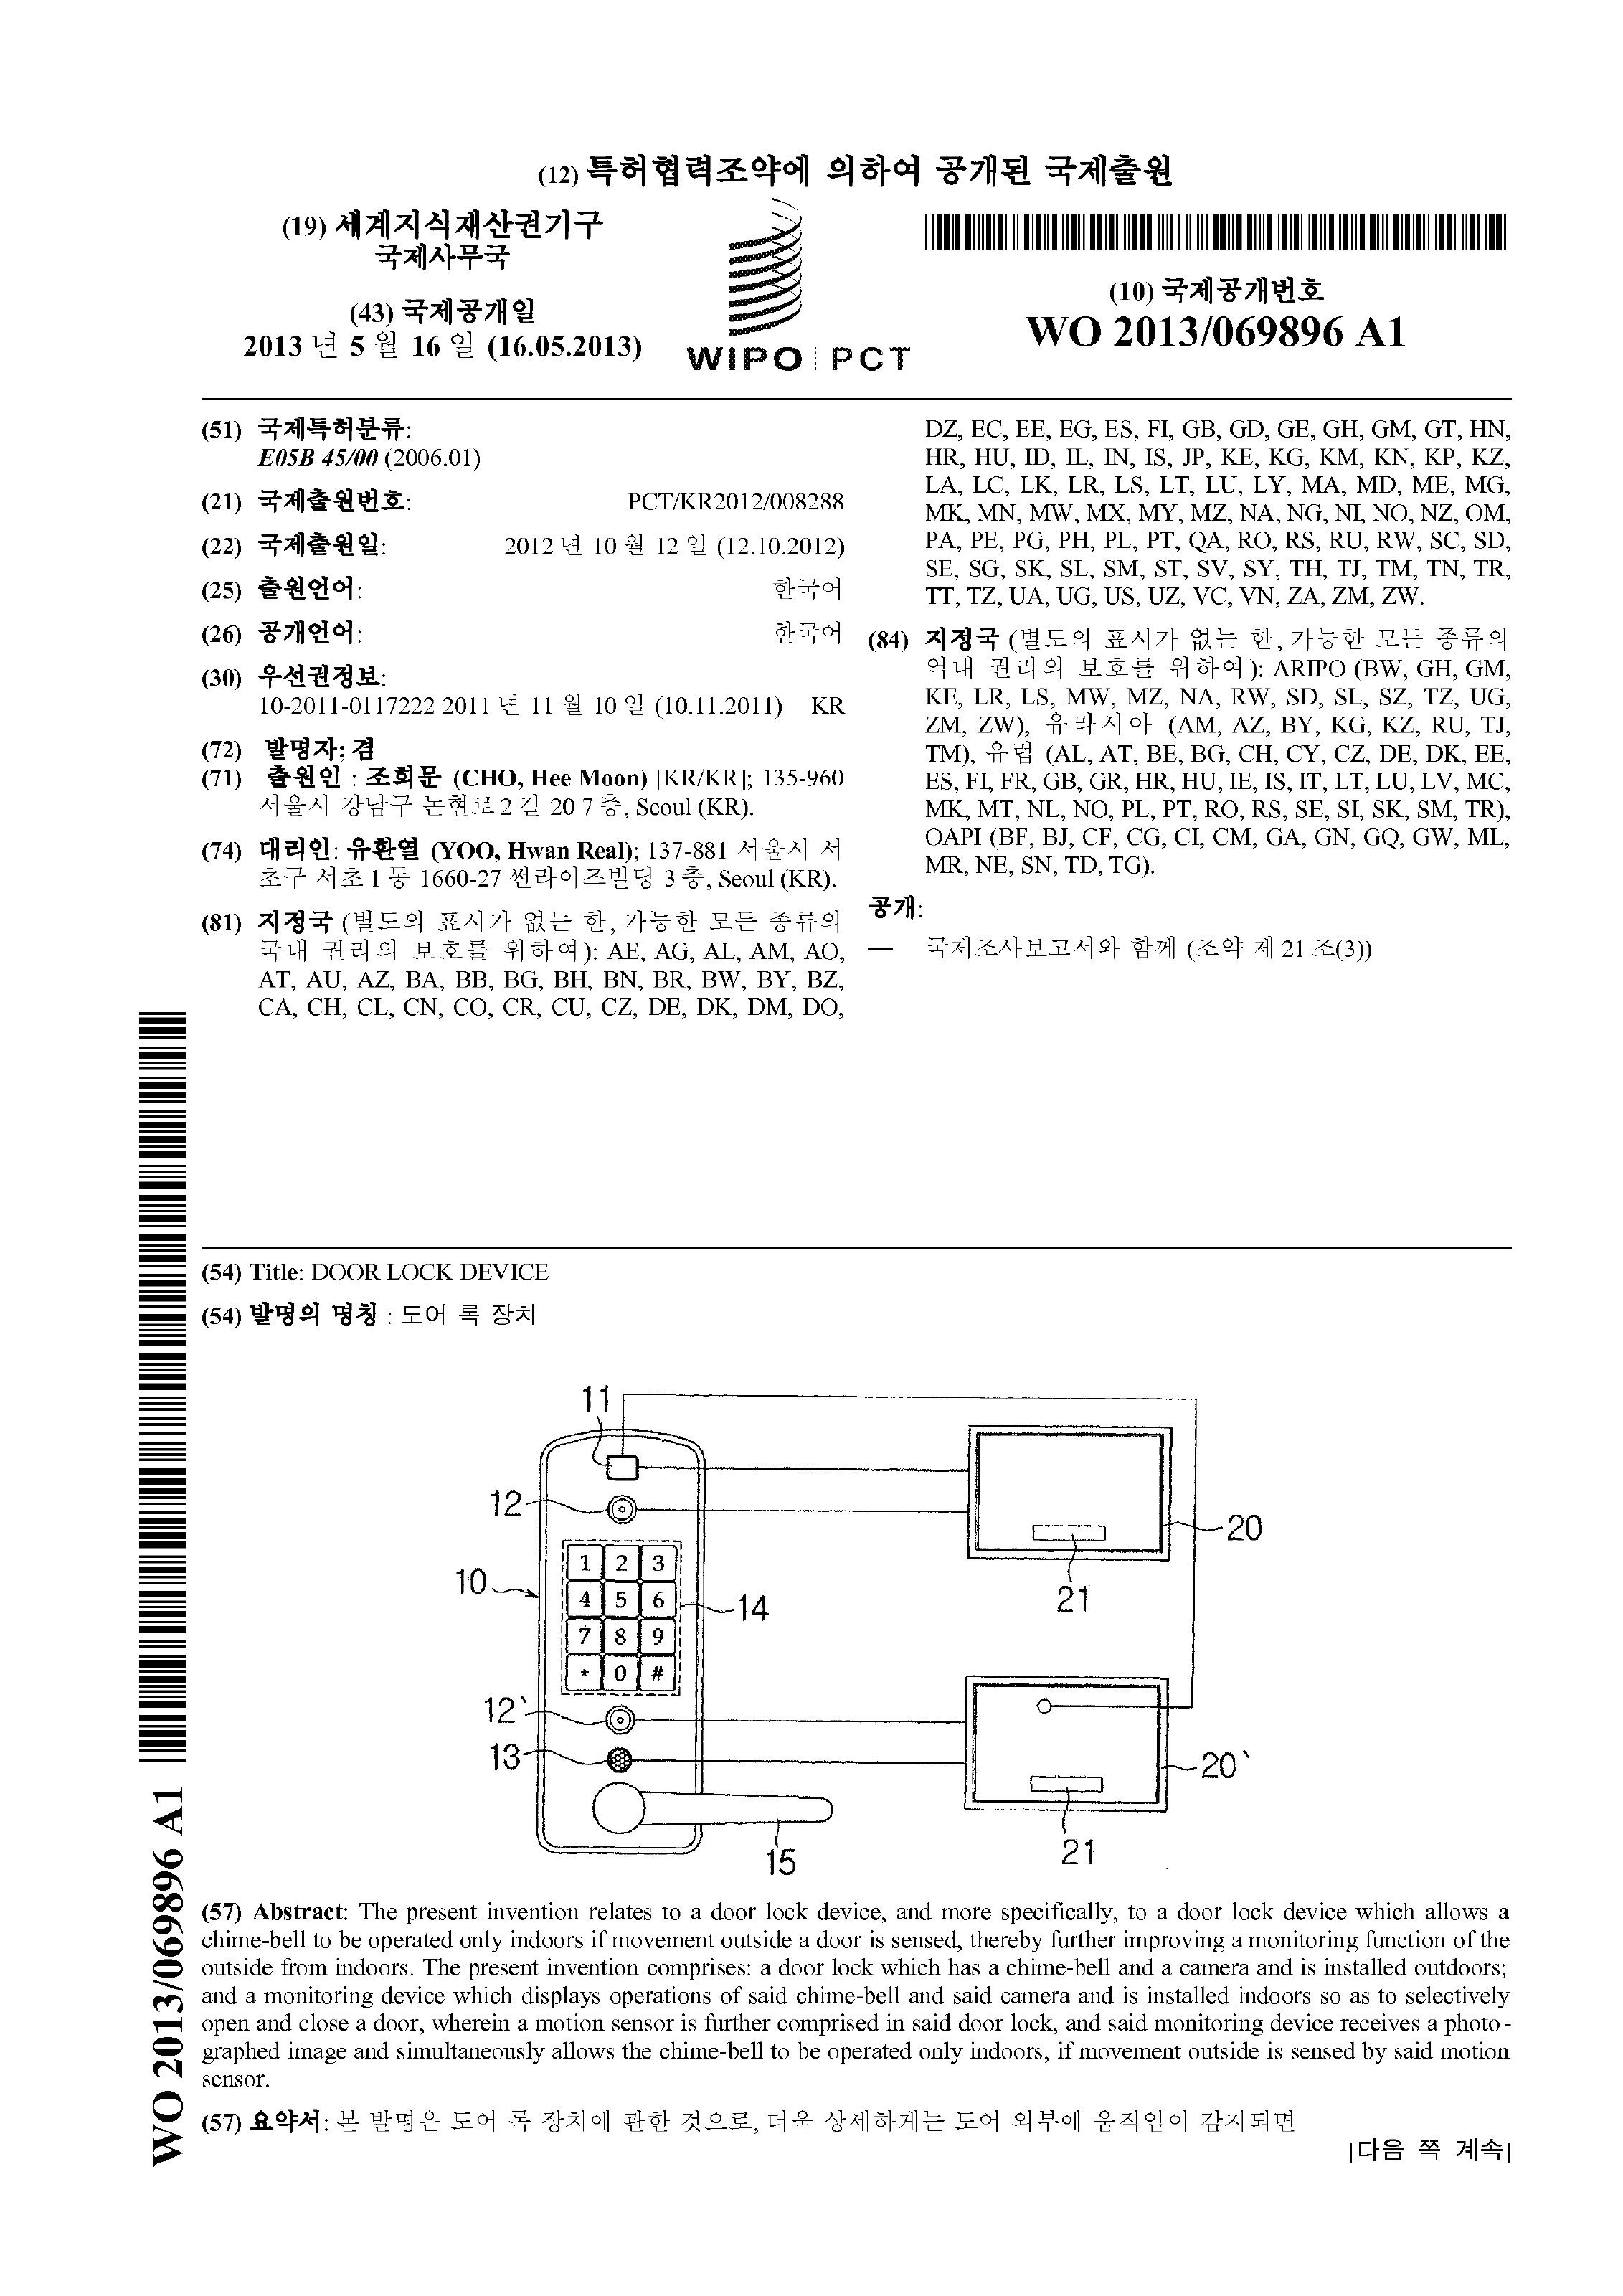 (12) 특허협력조약에 의하여 공개된 국제출원
(19) 세계지식재산권기구
국제사무국
(43) 국제공개일
2013 년 5 월 16 일 (16.05.2013)
WIPO | PCT
(10) 국제공개번호
WO 2013/069896 A1
(51) 국제특허분류:
E05B 45/00 (2006.01)
(21) 국제출원번호: PCT/KR2012/008288
(22) 국제출원일: 2012 년 10 월 12 일 (12.10.2012)
(25) 출원언어: 한국어
(26) 공개언어: 한국어
(30) 우선권정보:
10-2011-0117222 2011 년 11 월 10 일 (10.11.2011) KR
(72) 발명자; 겸
(71) 출원인 : 조희문 (CHO, Hee Moon) [KR/KR]; 135-960
서울시 강남구 논현로 2 길 20 7 층, Seoul (KR).
(74) 대리인: 유환열 (YOO, Hwan Real); 137-881 서울시 서
초구 서초 1 동 1660-27 썬라이즈빌딩 3 층, Seoul (KR).
(81) 지정국 (별도의 표시가 없는 한, 가능한 모든 종류의
국내 권리의 보호를 위하여): AE, AG, AL, AM, AO,
AT, AU, AZ, BA, BB, BG, BH, BN, BR, BW, BY, BZ,
CA, CH, CL, CN, CO, CR, CU, CZ, DE, DK, DM, DO,
DZ, EC, EE, EG, ES, FI, GB, GD, GE, GH, GM, GT, HN,
HR, HU, ID, IL, IN, IS, JP, KE, KG, KM, KN, KP, KZ,
LA, LC, LK, LR, LS, LT, LU, LY, MA, MD, ME, MG,
MK, MN, MW, MX, MY, MZ, NA, NG, NI, NO, NZ, OM,
PA, PE, PG, PH, PL, PT, QA, RO, RS, RU, RW, SC, SD,
SE, SG, SK, SL, SM, ST, SV, SY, TH, TJ, TM, TN, TR,
TT, TZ, UA, UG, US, UZ, VC, VN, ZA, ZM, ZW.
(84) 지정국 (별도의 표시가 없는 한, 가능한 모든 종류의
역내 권리의 보호를 위하여): ARIPO (BW, GH, GM,
KE, LR, LS, MW, MZ, NA, RW, SD, SL, SZ, TZ, UG,
ZM, ZW), 유라시아 (AM, AZ, BY, KG, KZ, RU, TJ,
TM), 유럽 (AL, AT, BE, BG, CH, CY, CZ, DE, DK, EE,
ES, FI, FR, GB, GR, HR, HU, IE, IS, IT, LT, LU, LV, MC,
MK, MT, NL, NO, PL, PT, RO, RS, SE, SI, SK, SM, TR),
OAPI (BF, BJ, CF, CG, CI, CM, GA, GN, GQ, GW, ML,
MR, NE, SN, TD, TG).
공개:
— 국제조사보고서와 함께 (조약 제 21 조(3))
(54) Title: DOOR LOCK DEVICE
(54) 발명의 명칭 : 도어 록 장치
11
12
20
21
10
1 2 3
4 5 6
7 8 9
* 0 #
14
12`
13
20`
15
21
(57) Abstract: The present invention relates to a door lock device, and more specifically, to a door lock device which allows a
chime-bell to be operated only indoors if movement outside a door is sensed, thereby further improving a monitoring function of the
outside from indoors. The present invention comprises: a door lock which has a chime-bell and a camera and is installed outdoors;
and a monitoring device which displays operations of said chime-bell and said camera and is installed indoors so as to selectively
open and close a door, wherein a motion sensor is further comprised in said door lock, and said monitoring device receives a photo-
graphed image and simultaneously allows the chime-bell to be operated only indoors, if movement outside is sensed by said motion
sensor.
(57) 요약서: 본 발명은 도어 록 장치에 관한 것으로, 더욱 상세하게는 도어 외부에 움직임이 감지되면
[다음 쪽 계속]
WO 2013/069896 A1